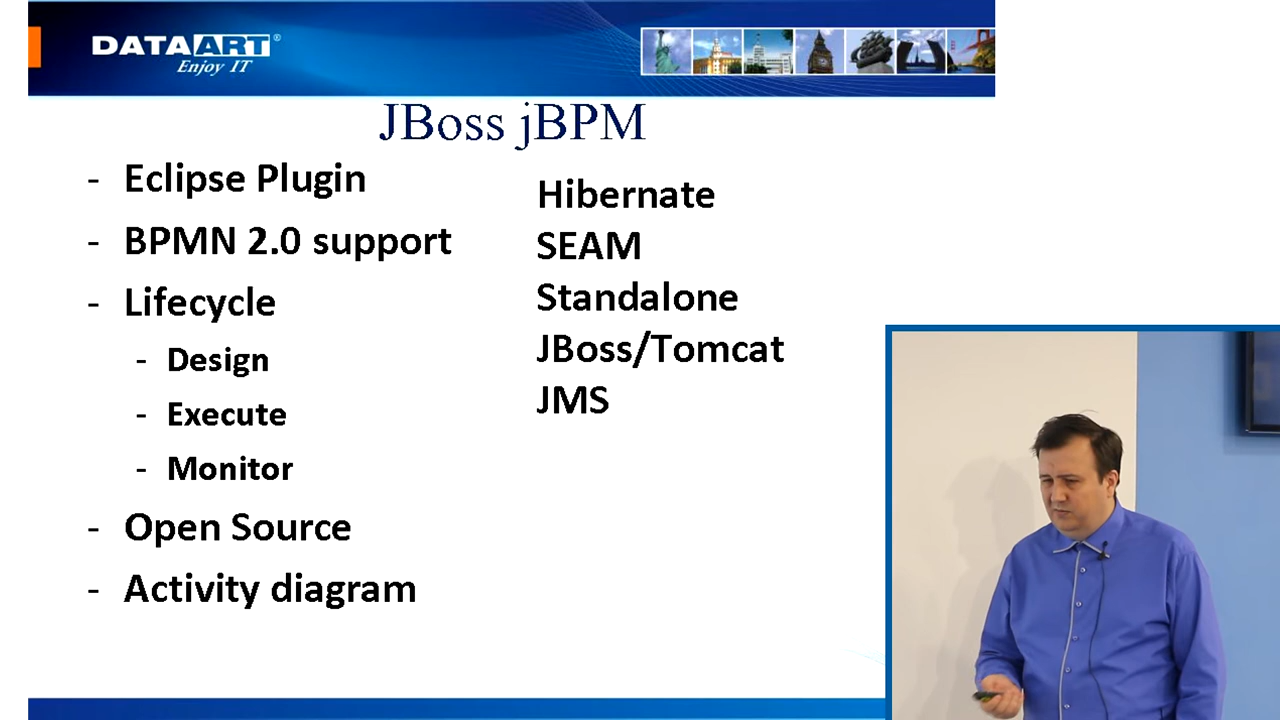 DATAART®
Enjoy IT
JBoss jBPM
- Eclipse Plugin
- BPMN 2.0 support
- Lifecycle
- Design
- Execute
- Monitor
- Open Source
- Activity diagram
Hibernate
SEAM
Standalone
JBoss/Tomcat
JMS